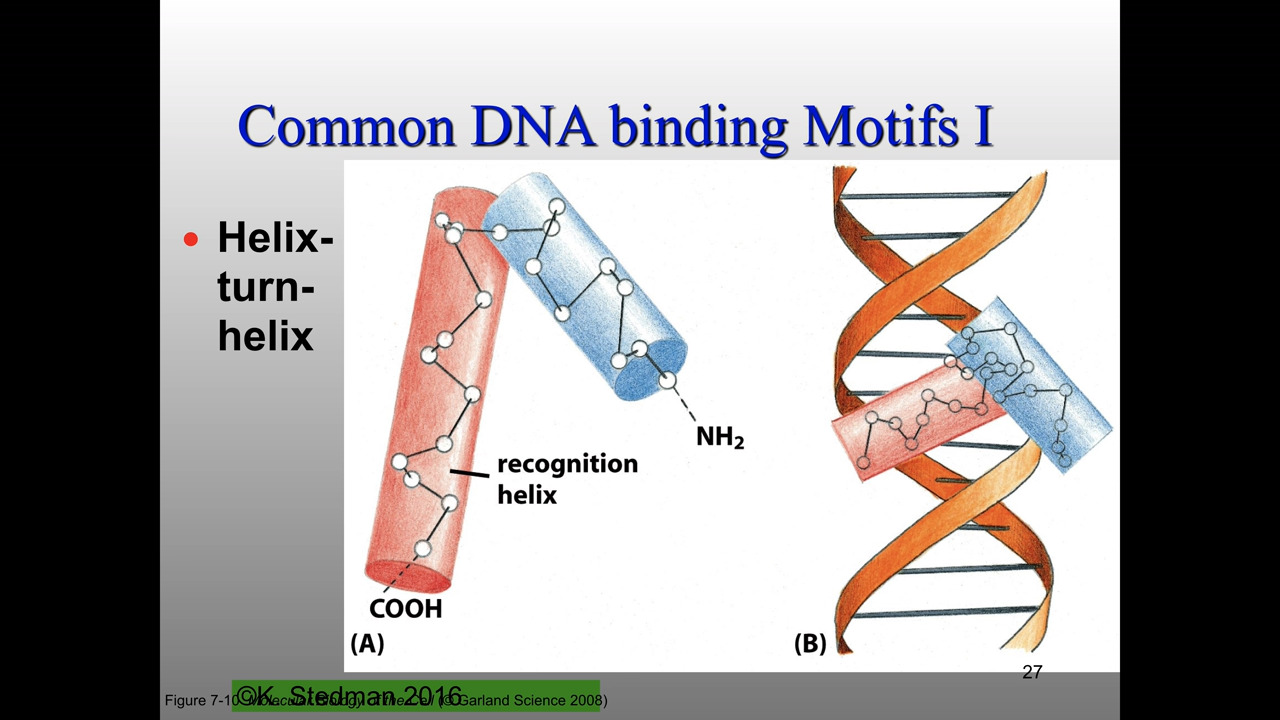 Common DNA binding Motifs I
• Helix-
turn-
helix
NH2
recognition
helix
COOH
(A)
(B)
27
©K. Stedman 2016
Figure 7-10 Molecular Biology of the Cell (© Garland Science 2008)